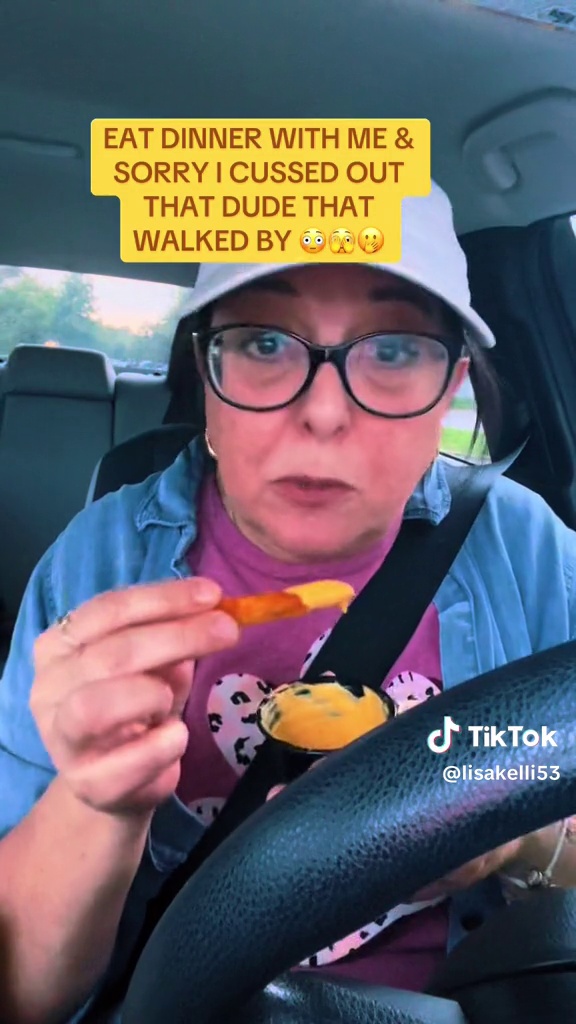 EAT DINNER WITH ME &
SORRY I CUSSED OUT
THAT DUDE THAT
WALKED BY 😳🫣🫢
TikTok
@lisakelli53